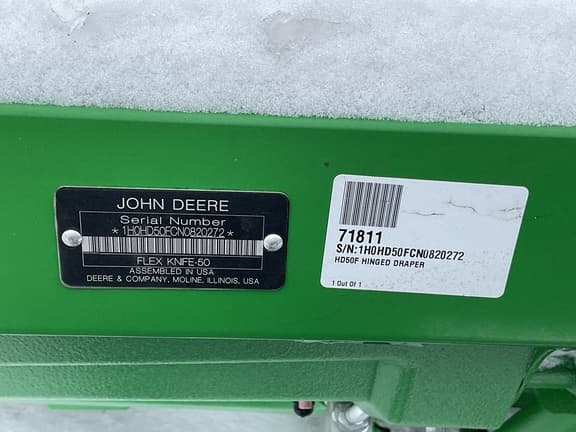 JOHN DEERE
Serial Number
*1H0HD50FCN0820272*
FLEX KNIFE-50
ASSEMBLED IN USA
DEERE & COMPANY, MOLINE, ILLINOIS, USA
71811
S/N:1H0HD50FCN0820272
HD50F HINGED DRAPER
1 Out Of 1